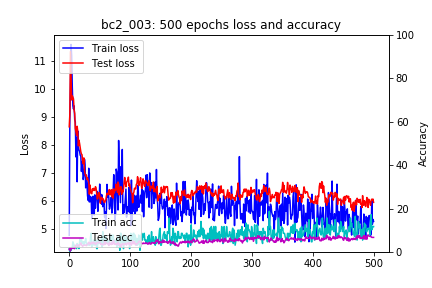 bc2_003: 500 epochs loss and accuracy
Train loss
Test loss
Train acc
Test acc
Loss
11
10
9
8
7
6
5
Accuracy
100
80
60
40
20
0
0
100
200
300
400
500